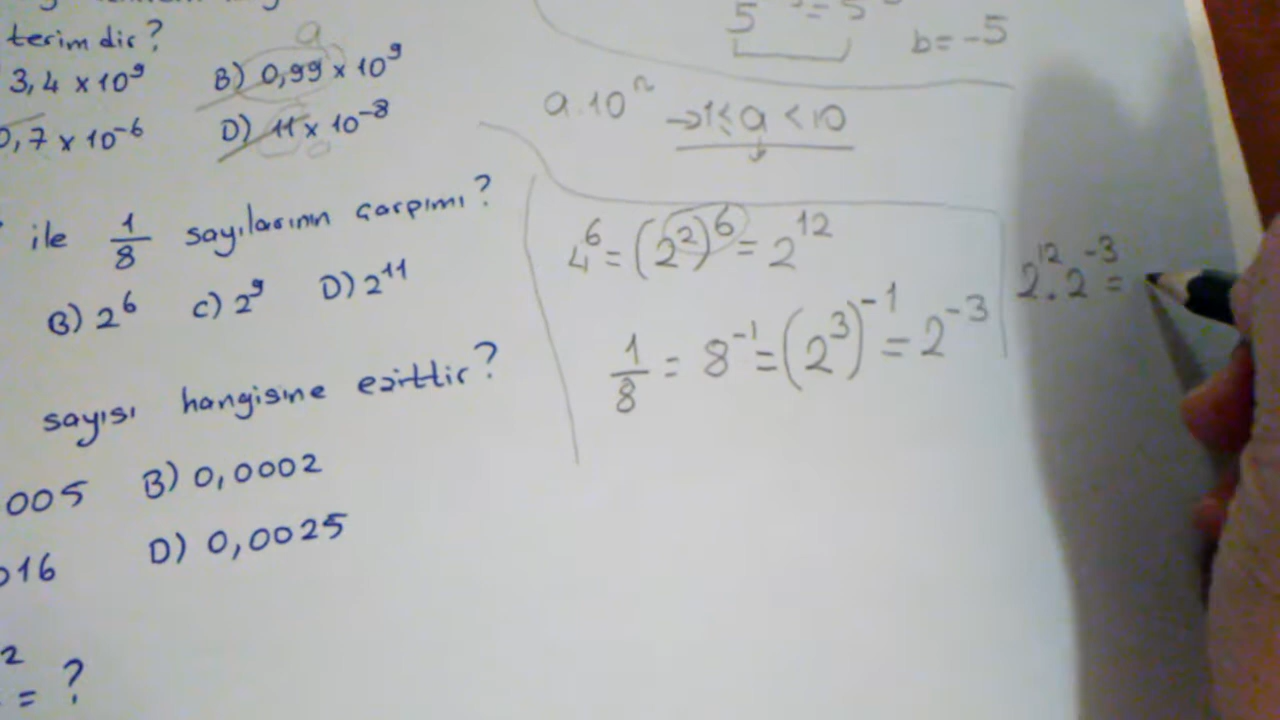 terimdir?
3,4 x 10⁹ B) 0,99 x 10⁹
a
0,7 x 10⁻⁶ D) 11 x 10⁻⁸
a
ile 1/8 sayılarının çarpımı?
B) 2⁶ C) 2⁹ D) 2¹¹
sayısı hangisine eşittir?
005 B) 0,0002
016 D) 0,0025
2
= ?
b = -5
a.10ⁿ → 1 ≤ a < 10
4⁶ = (2²)⁶ = 2¹²
1/8 = 8⁻¹ = (2³)⁻¹ = 2⁻³
2¹² . 2⁻³ =